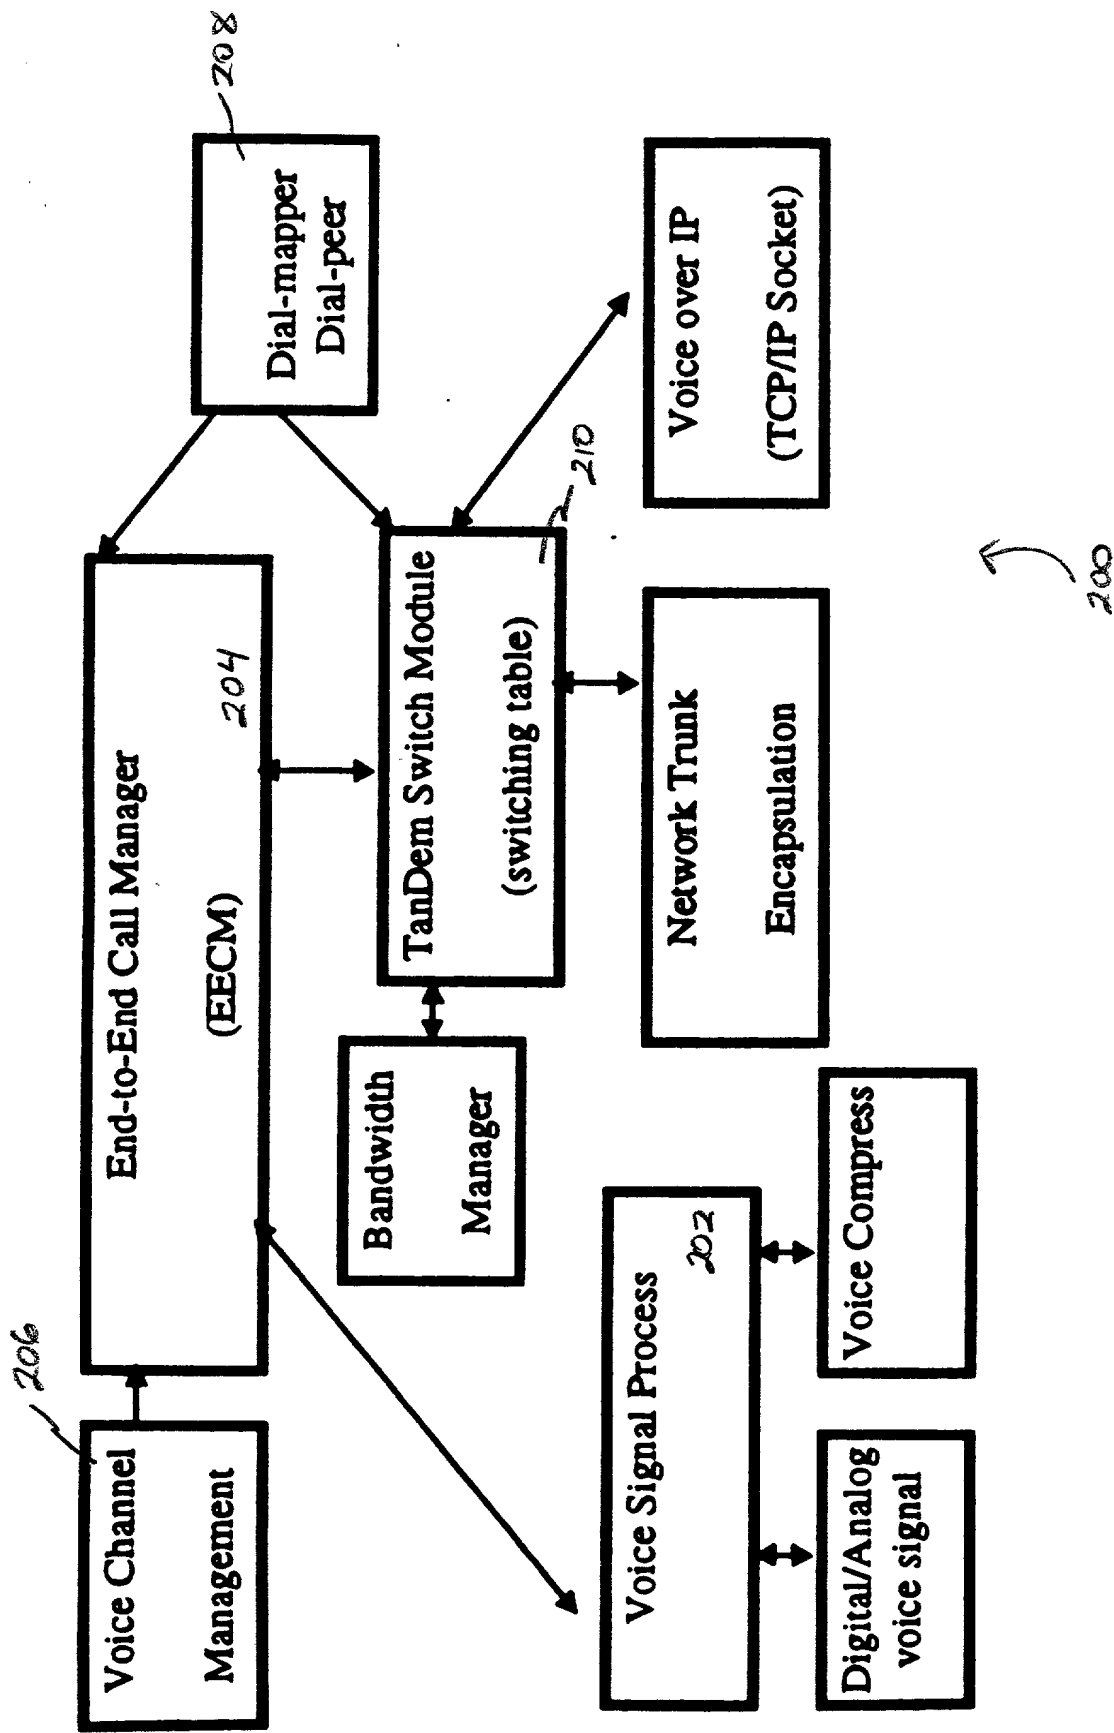 206
Voice Channel
Management
End-to-End Call Manager
(EECM)
204
208
Dial-mapper
Dial-peer
Bandwidth
Manager
TanDem Switch Module
(switching table)
210
Voice Signal Process
202
Network Trunk
Encapsulation
Voice over IP
(TCP/IP Socket)
Digital/Analog
voice signal
Voice Compress
200